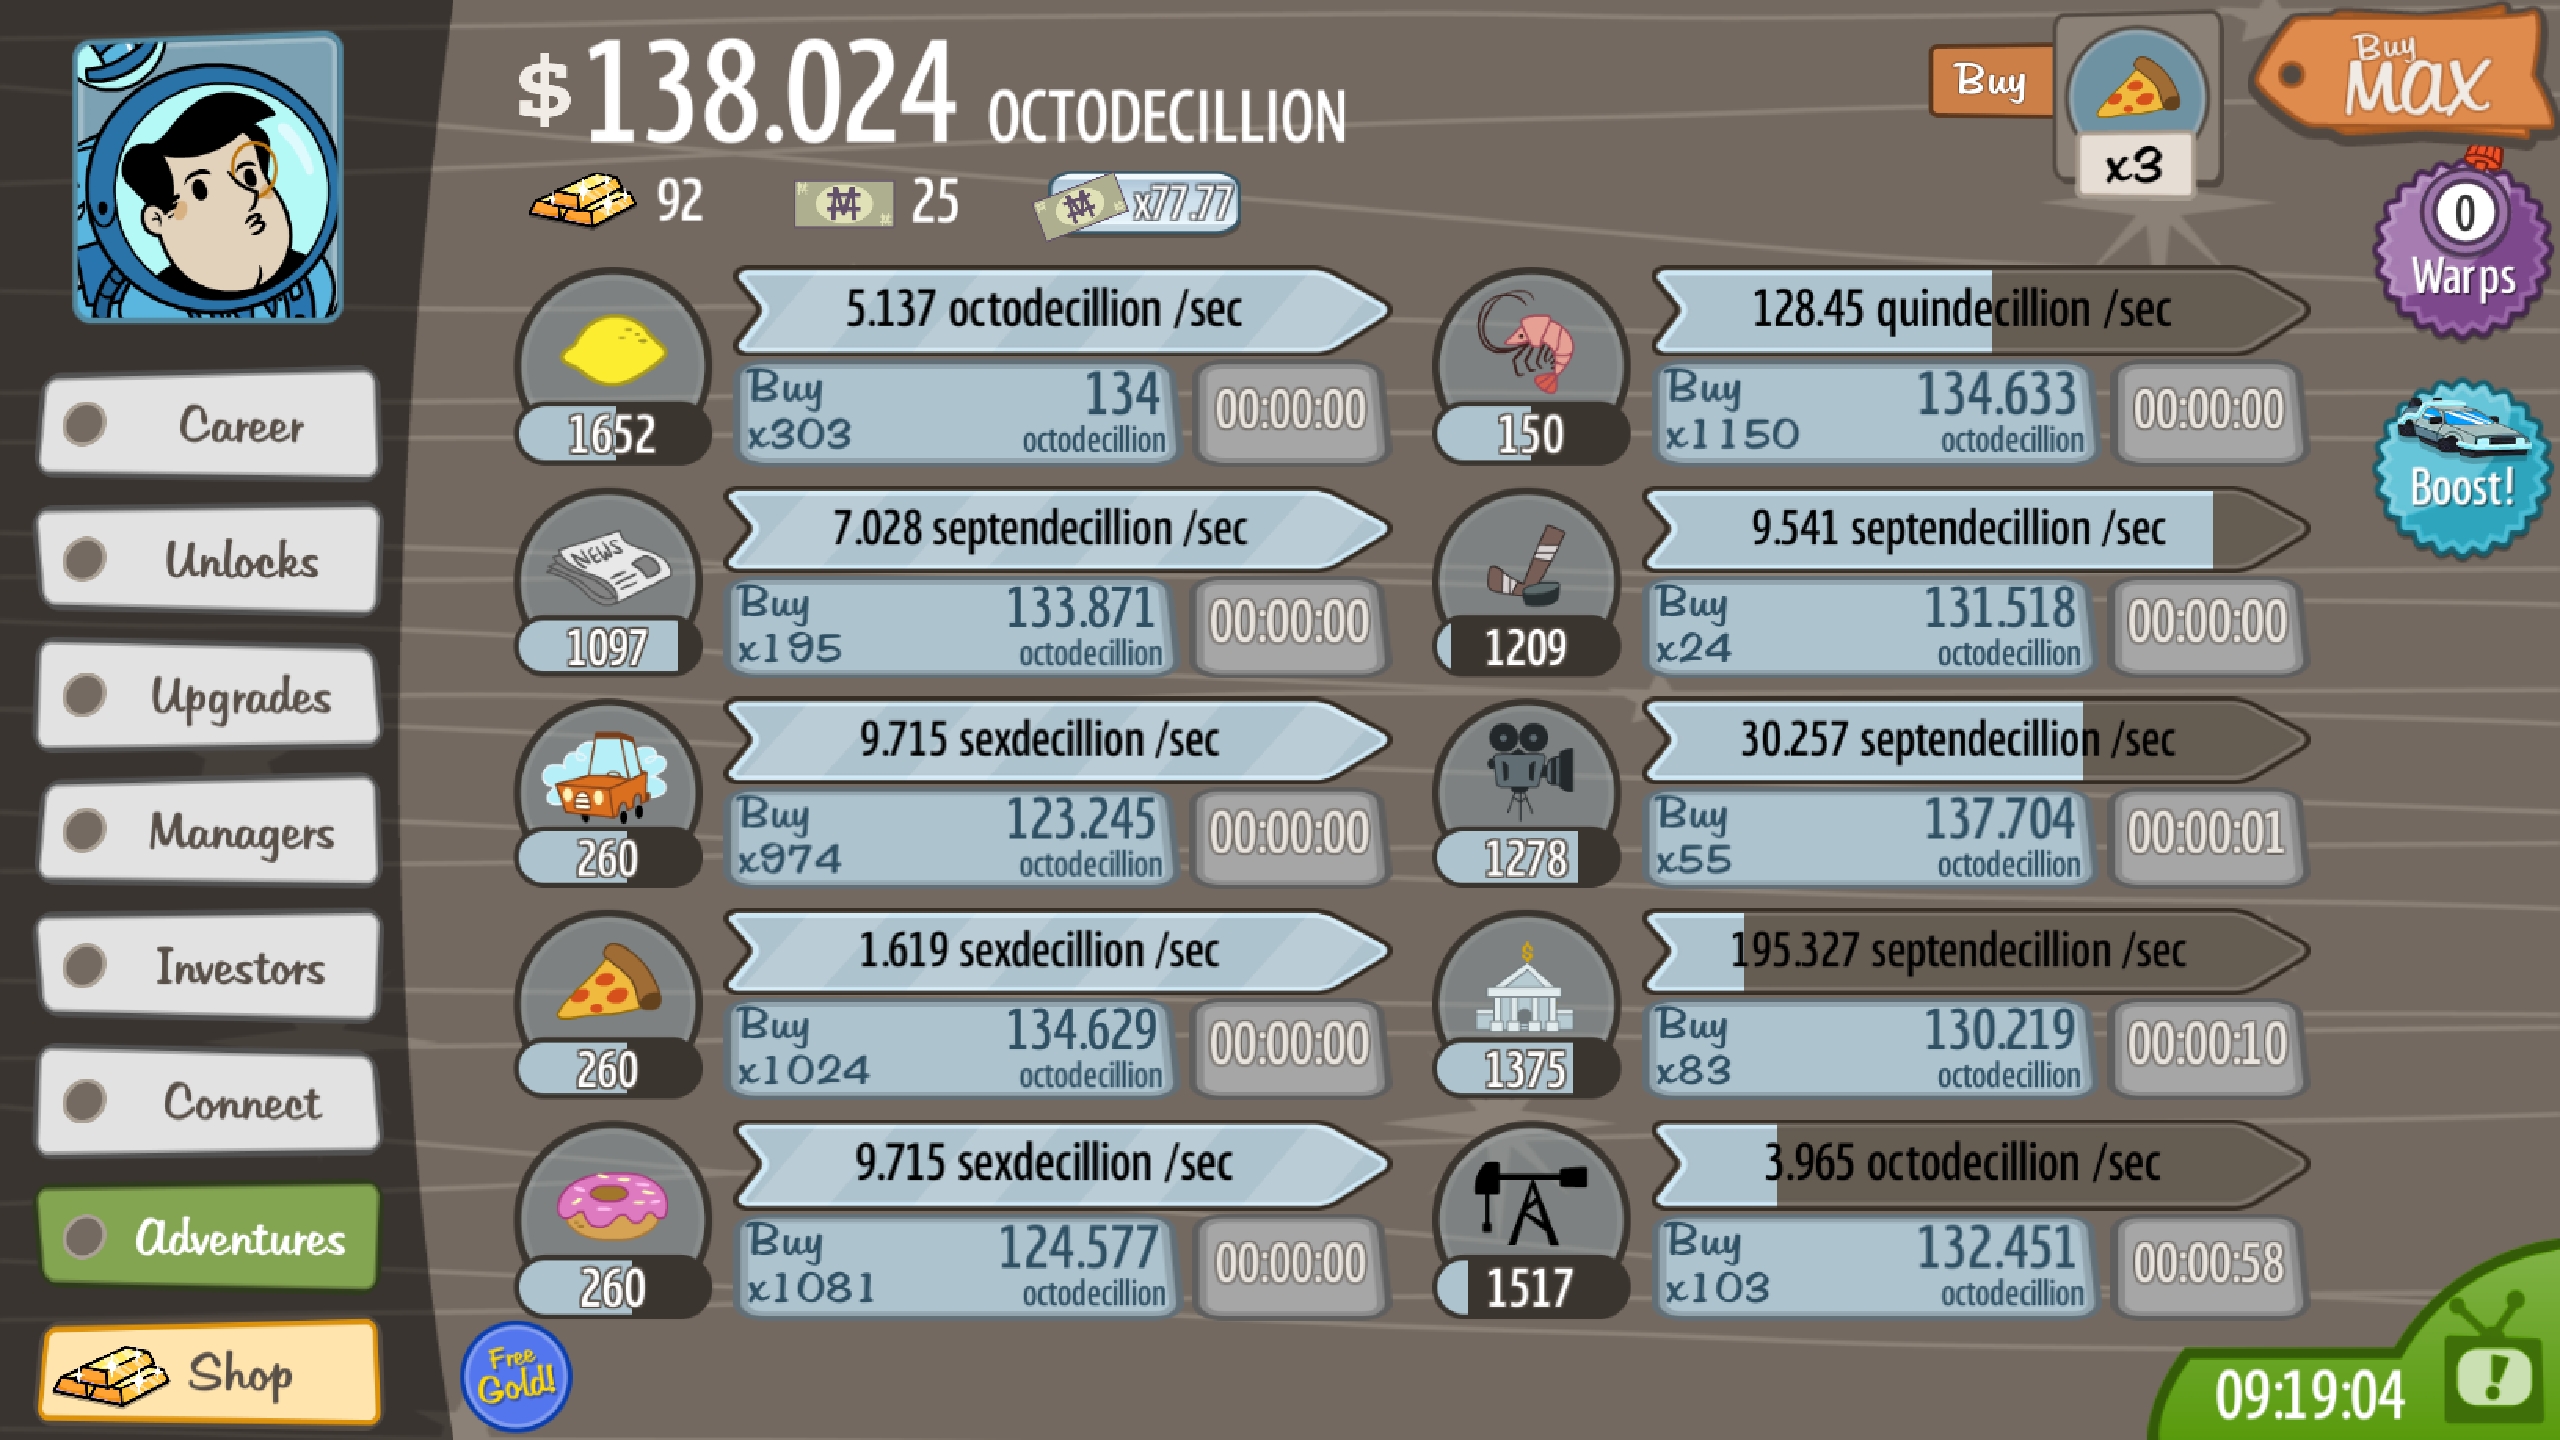 $138.024 OCTODECILLION
Buy
x3
Buy
MAX
92
25
x77.77
0
Warps
Boost!
Career
Unlocks
Upgrades
Managers
Investors
Connect
Adventures
Shop
5.137 octodecillion /sec
1652
Buy
x303
134
octodecillion
00:00:00
NEWS
7.028 septendecillion /sec
1097
Buy
x195
133.871
octodecillion
00:00:00
9.715 sexdecillion /sec
260
Buy
x974
123.245
octodecillion
00:00:00
1.619 sexdecillion /sec
260
Buy
x1024
134.629
octodecillion
00:00:00
9.715 sexdecillion /sec
260
Buy
x1081
124.577
octodecillion
00:00:00
128.45 quindecillion /sec
150
Buy
x1150
134.633
octodecillion
00:00:00
9.541 septendecillion /sec
1209
Buy
x24
131.518
octodecillion
00:00:00
30.257 septendecillion /sec
1278
Buy
x55
137.704
octodecillion
00:00:01
$
195.327 septendecillion /sec
1375
Buy
x83
130.219
octodecillion
00:00:10
3.965 octodecillion /sec
1517
Buy
x103
132.451
octodecillion
00:00:58
Free
Gold!
09:19:04
!